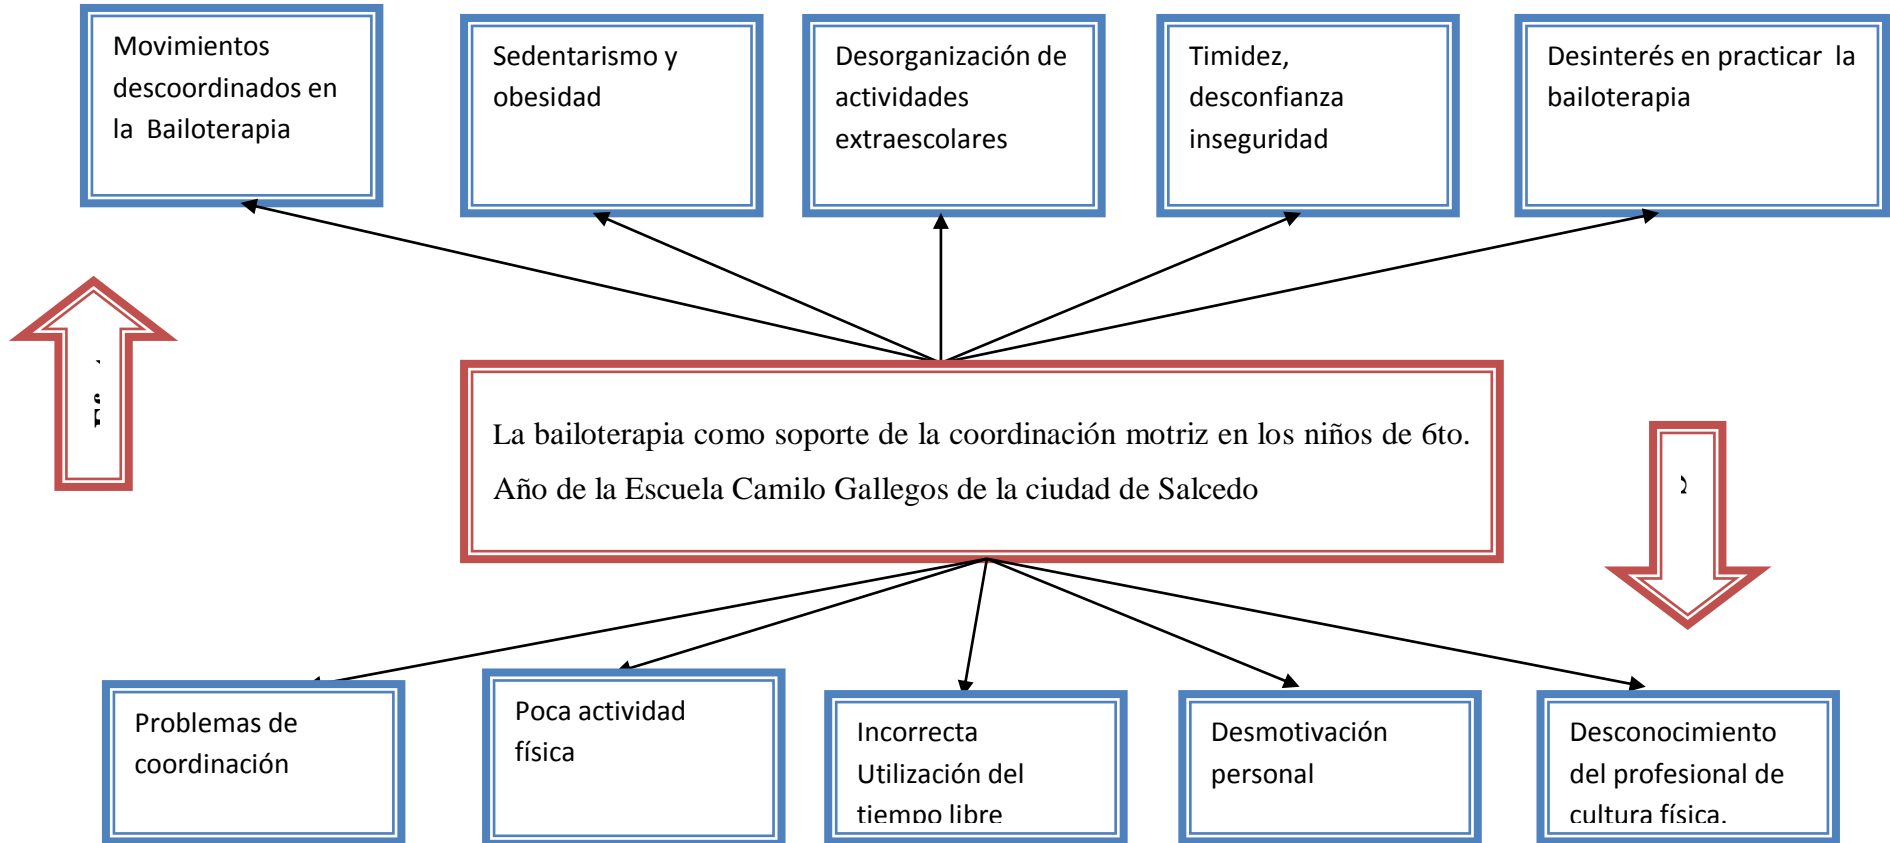 Movimientos
descoordinados en
la Bailoterapia
Sedentarismo y
obesidad
Desorganización de
actividades
extraescolares
Timidez,
desconfianza
inseguridad
Desinterés en practicar la
bailoterapia
La bailoterapia como soporte de la coordinación motriz en los niños de 6to.
Año de la Escuela Camilo Gallegos de la ciudad de Salcedo
Problemas de
coordinación
Poca actividad
física
Incorrecta
Utilización del
tiempo libre
Desmotivación
personal
Desconocimiento
del profesional de
cultura física.